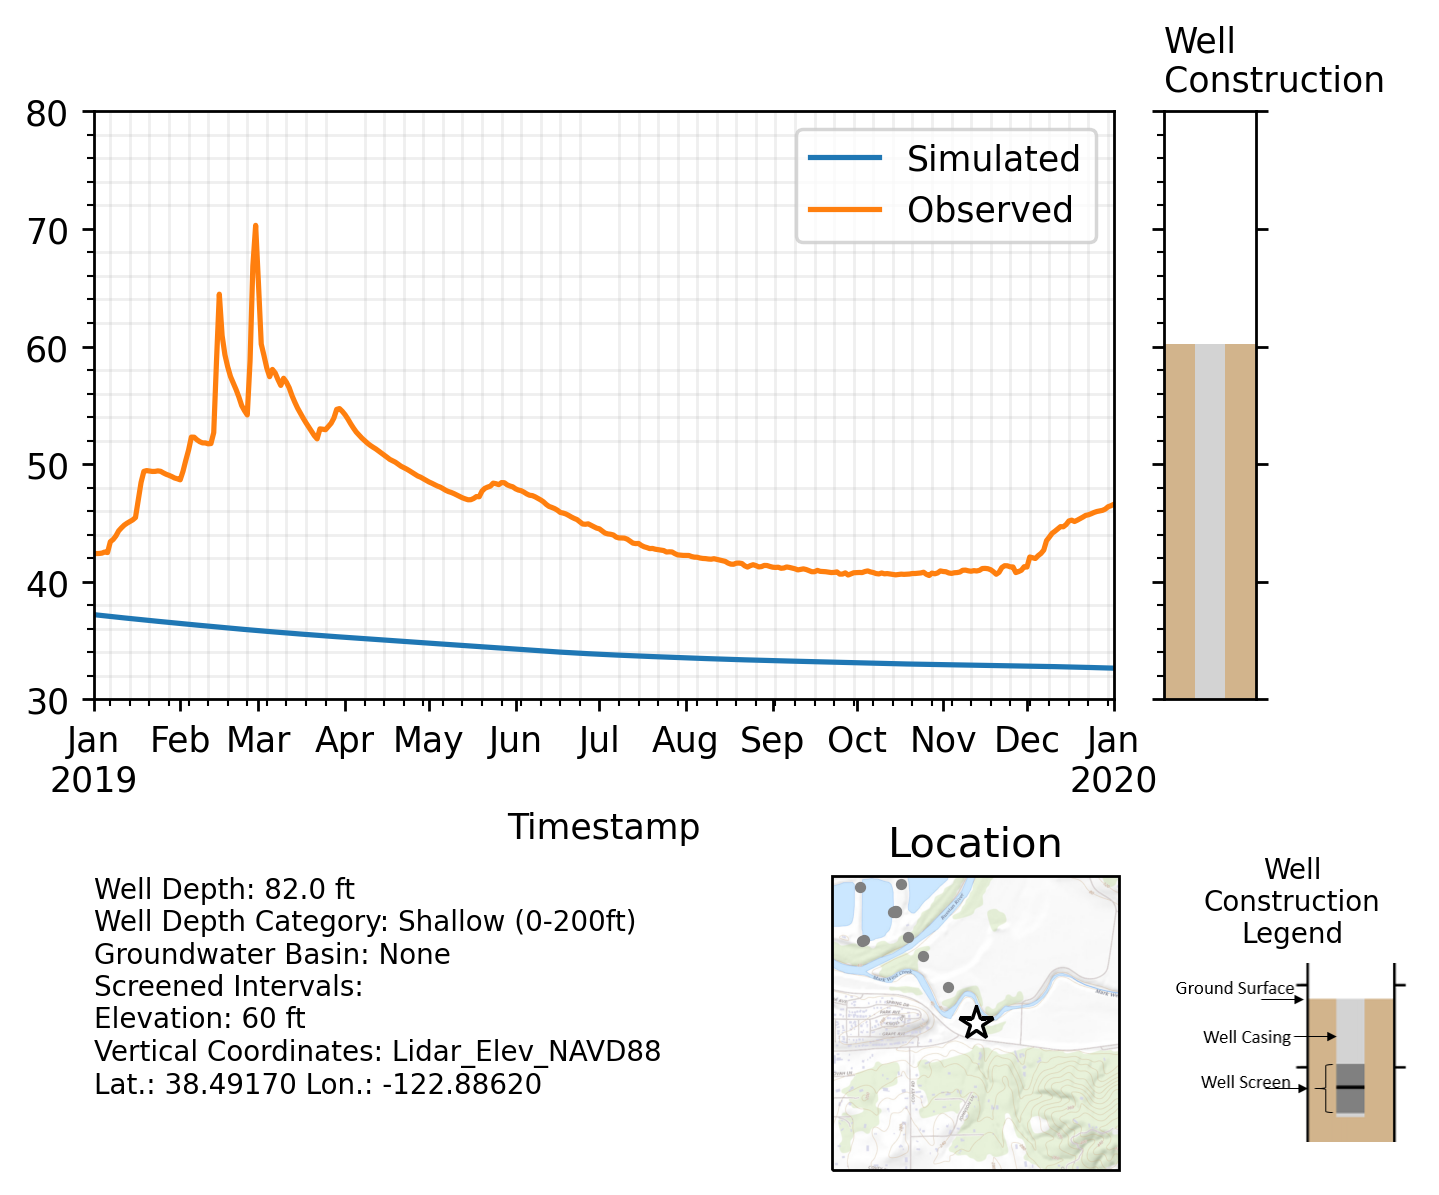 Well
Construction
80
70
60
50
40
30
Simulated
Observed
Jan
2019
Feb
Mar
Apr
May
Jun
Jul
Aug
Sep
Oct
Nov
Dec
Jan
2020
Timestamp
Well Depth: 82.0 ft
Well Depth Category: Shallow (0-200ft)
Groundwater Basin: None
Screened Intervals:
Elevation: 60 ft
Vertical Coordinates: Lidar_Elev_NAVD88
Lat.: 38.49170 Lon.: -122.88620
Location
Well
Construction
Legend
Ground Surface
Well Casing
Well Screen